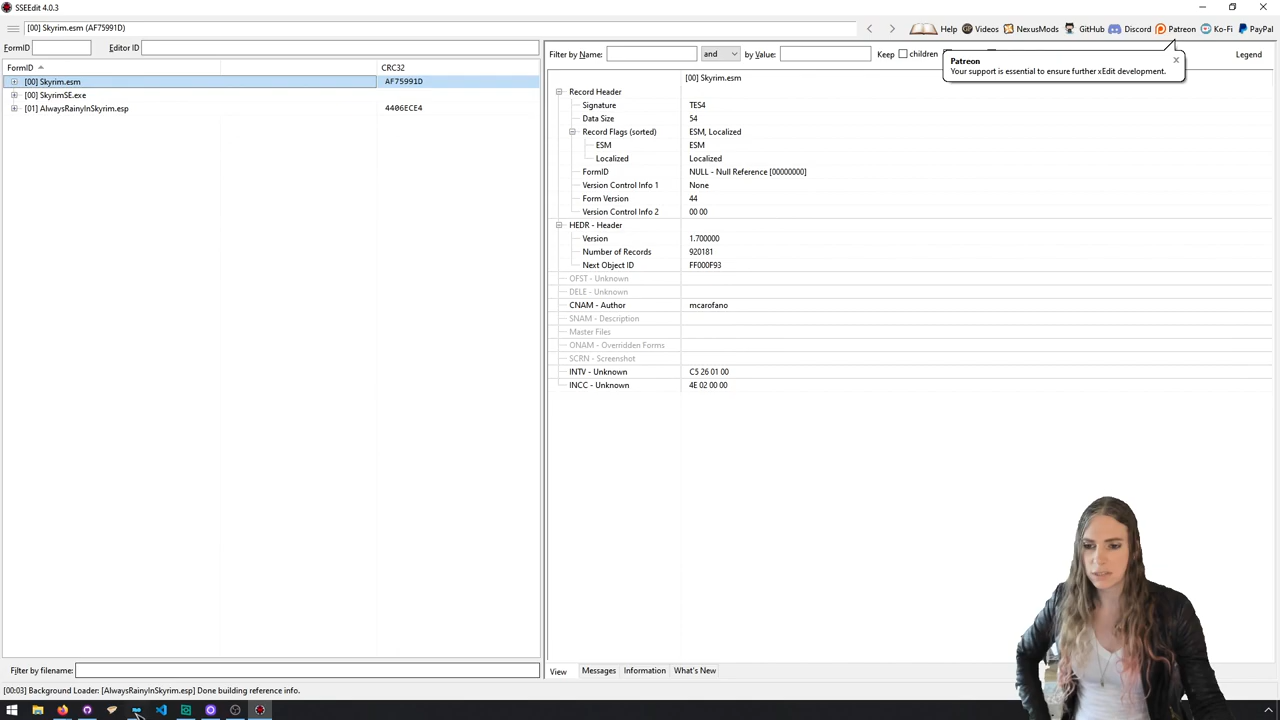 SSEEdit 4.0.3
[00] Skyrim.esm (AF75991D)
Help Videos NexusMods GitHub Discord Patreon Ko-Fi PayPal
FormID Editor ID
Filter by Name: and by Value: Keep children Legend
Patreon
Your support is essential to ensure further xEdit development.
FormID CRC32
[00] Skyrim.esm AF75991D
[00] SkyrimSE.exe
[01] AlwaysRainyInSkyrim.esp 4406ECE4
[00] Skyrim.esm
Record Header
Signature TES4
Data Size 54
Record Flags (sorted) ESM, Localized
ESM ESM
Localized Localized
FormID NULL - Null Reference [00000000]
Version Control Info 1 None
Form Version 44
Version Control Info 2 00 00
HEDR - Header
Version 1.700000
Number of Records 920181
Next Object ID FF000F93
OFST - Unknown
DELE - Unknown
CNAM - Author mcarofano
SNAM - Description
Master Files
ONAM - Overridden Forms
SCRN - Screenshot
INTV - Unknown C5 26 01 00
INCC - Unknown 4E 02 00 00
Filter by filename:
View Messages Information What's New
[00:03] Background Loader: [AlwaysRainyInSkyrim.esp] Done building reference info.